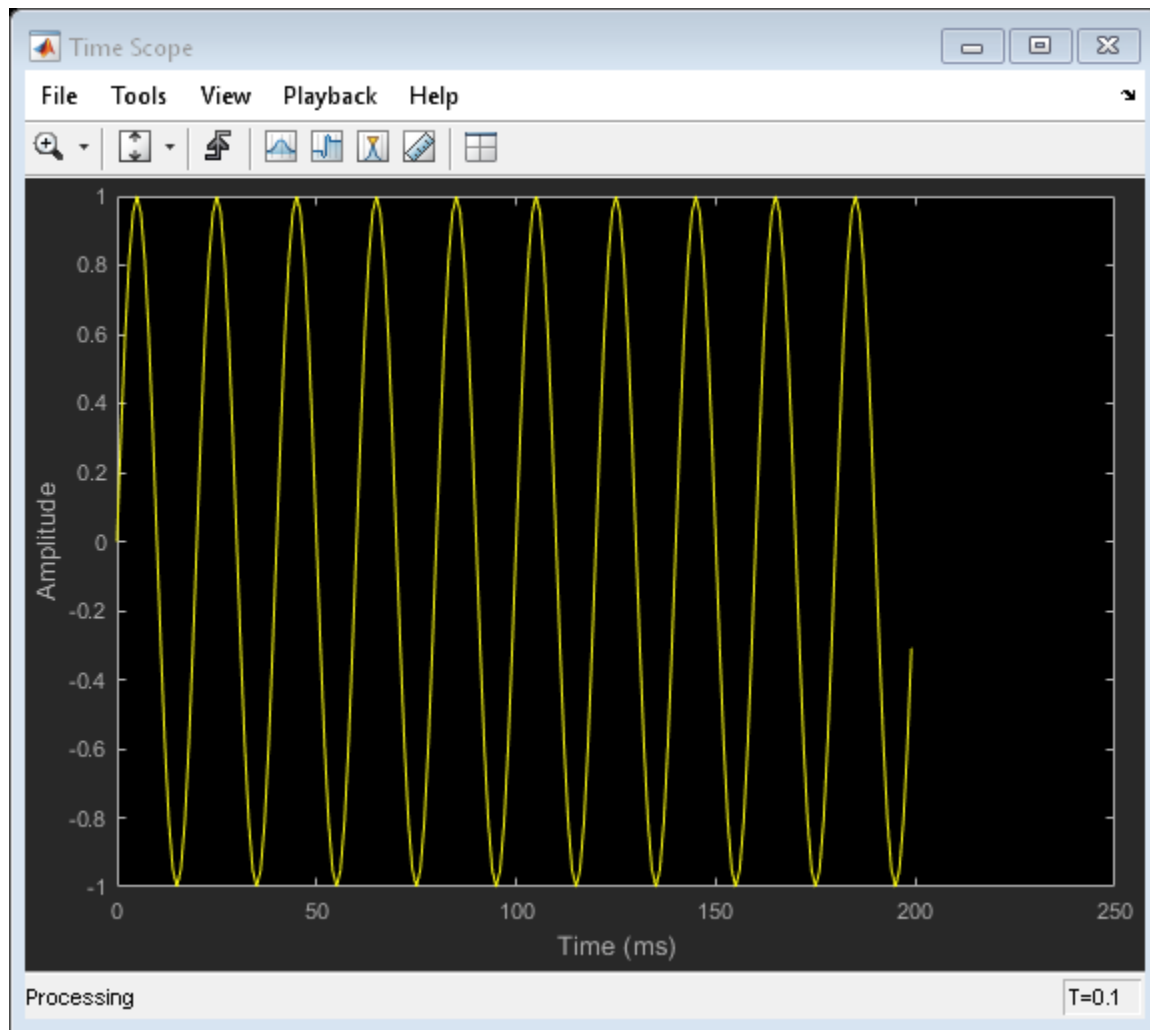 Time Scope
File Tools View Playback Help
1
0.8
0.6
0.4
0.2
0
-0.2
-0.4
-0.6
-0.8
-1
Amplitude
0 50 100 150 200 250
Time (ms)
Processing T=0.1